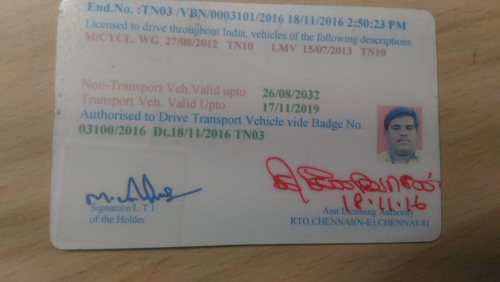 End.No. :TN03 /VBN/0003101/2016 18/11/2016 2:50:23 PM
Licensed to drive throughout India, vehicles of the following descriptions
M/CYCL. WG 27/08/2012 TN10 LMV 15/07/2013 TN10
Non-Transport Veh.Valid upto 26/08/2032
Transport Veh. Valid Upto 17/11/2019
Authorised to Drive Transport Vehicle vide Badge No.
03100/2016 Dt.18/11/2016 TN03
18.11.16
Signature/L.T.I
of the Holder
Asst.Licensing Authority
RTO,CHENNAI(N-E),CHENNAI-81